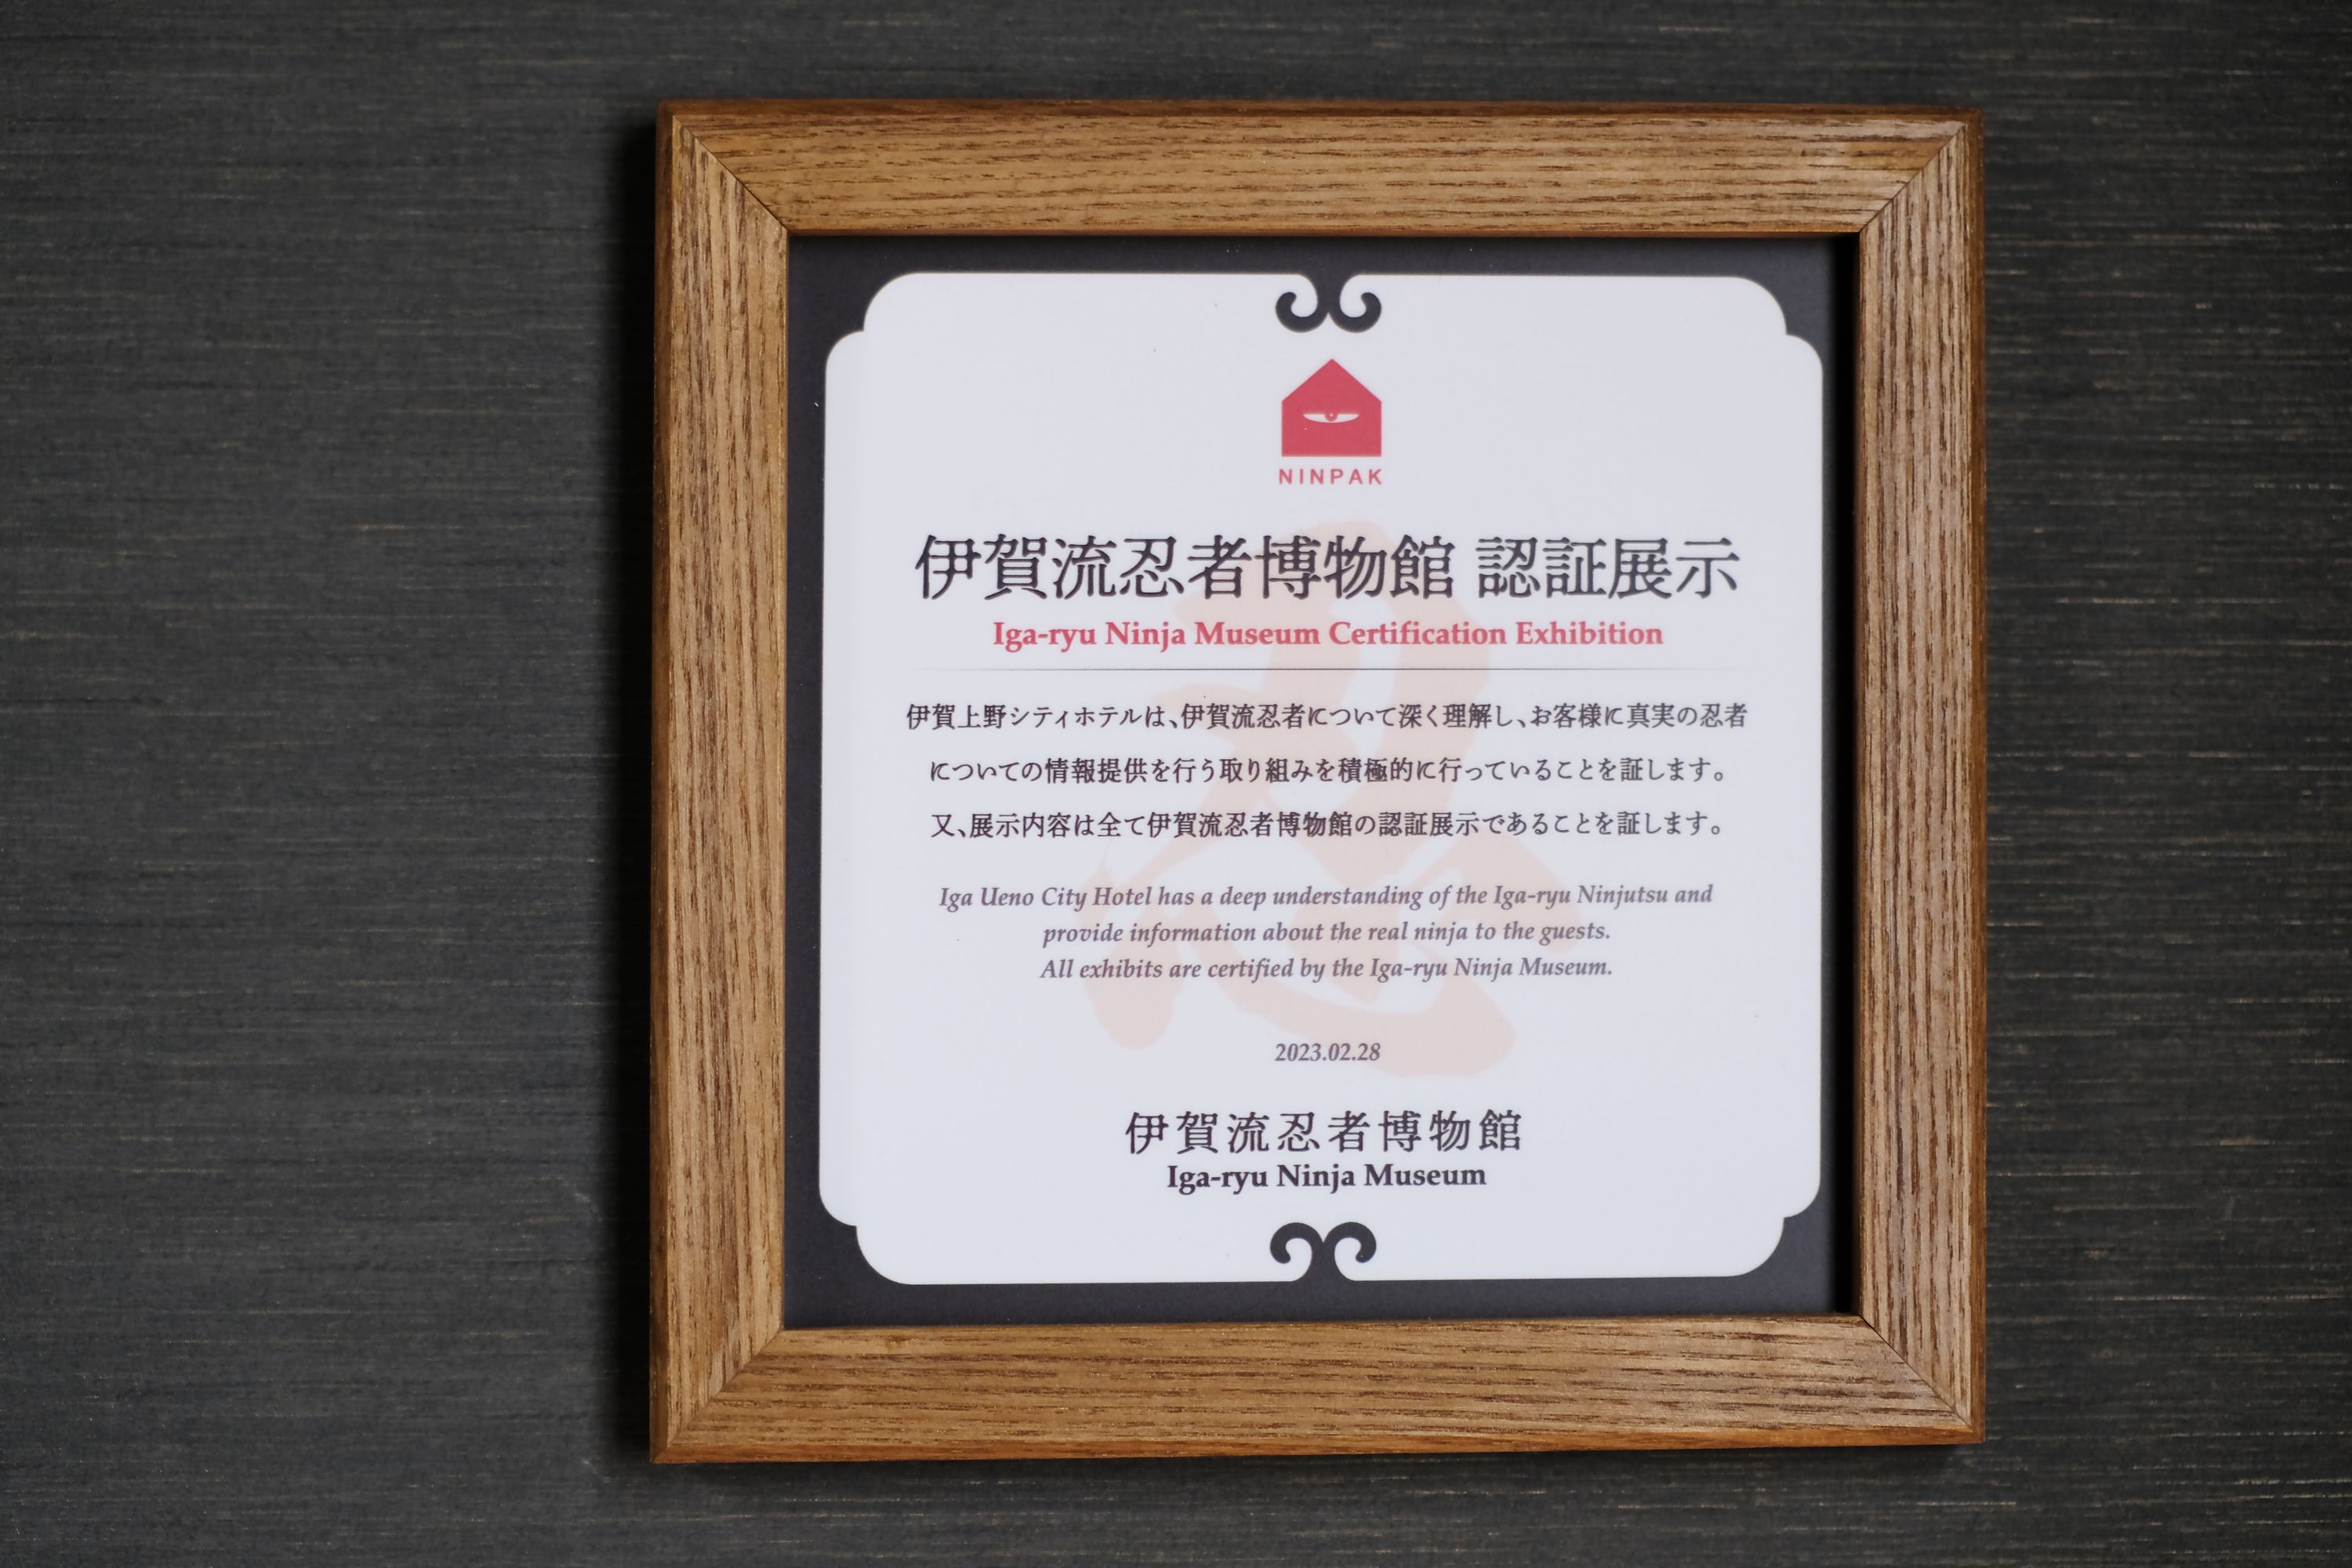 NINPAK
伊賀流忍者博物館 認証展示
Iga-ryu Ninja Museum Certification Exhibition
伊賀上野シティホテルは、伊賀流忍者について深く理解し、お客様に真実の忍者
についての情報提供を行う取り組みを積極的に行っていることを証します。
又、展示内容は全て伊賀流忍者博物館の認証展示であることを証します。
Iga Ueno City Hotel has a deep understanding of the Iga-ryu Ninjutsu and
provide information about the real ninja to the guests.
All exhibits are certified by the Iga-ryu Ninja Museum.
2023.02.28
伊賀流忍者博物館
Iga-ryu Ninja Museum
忍